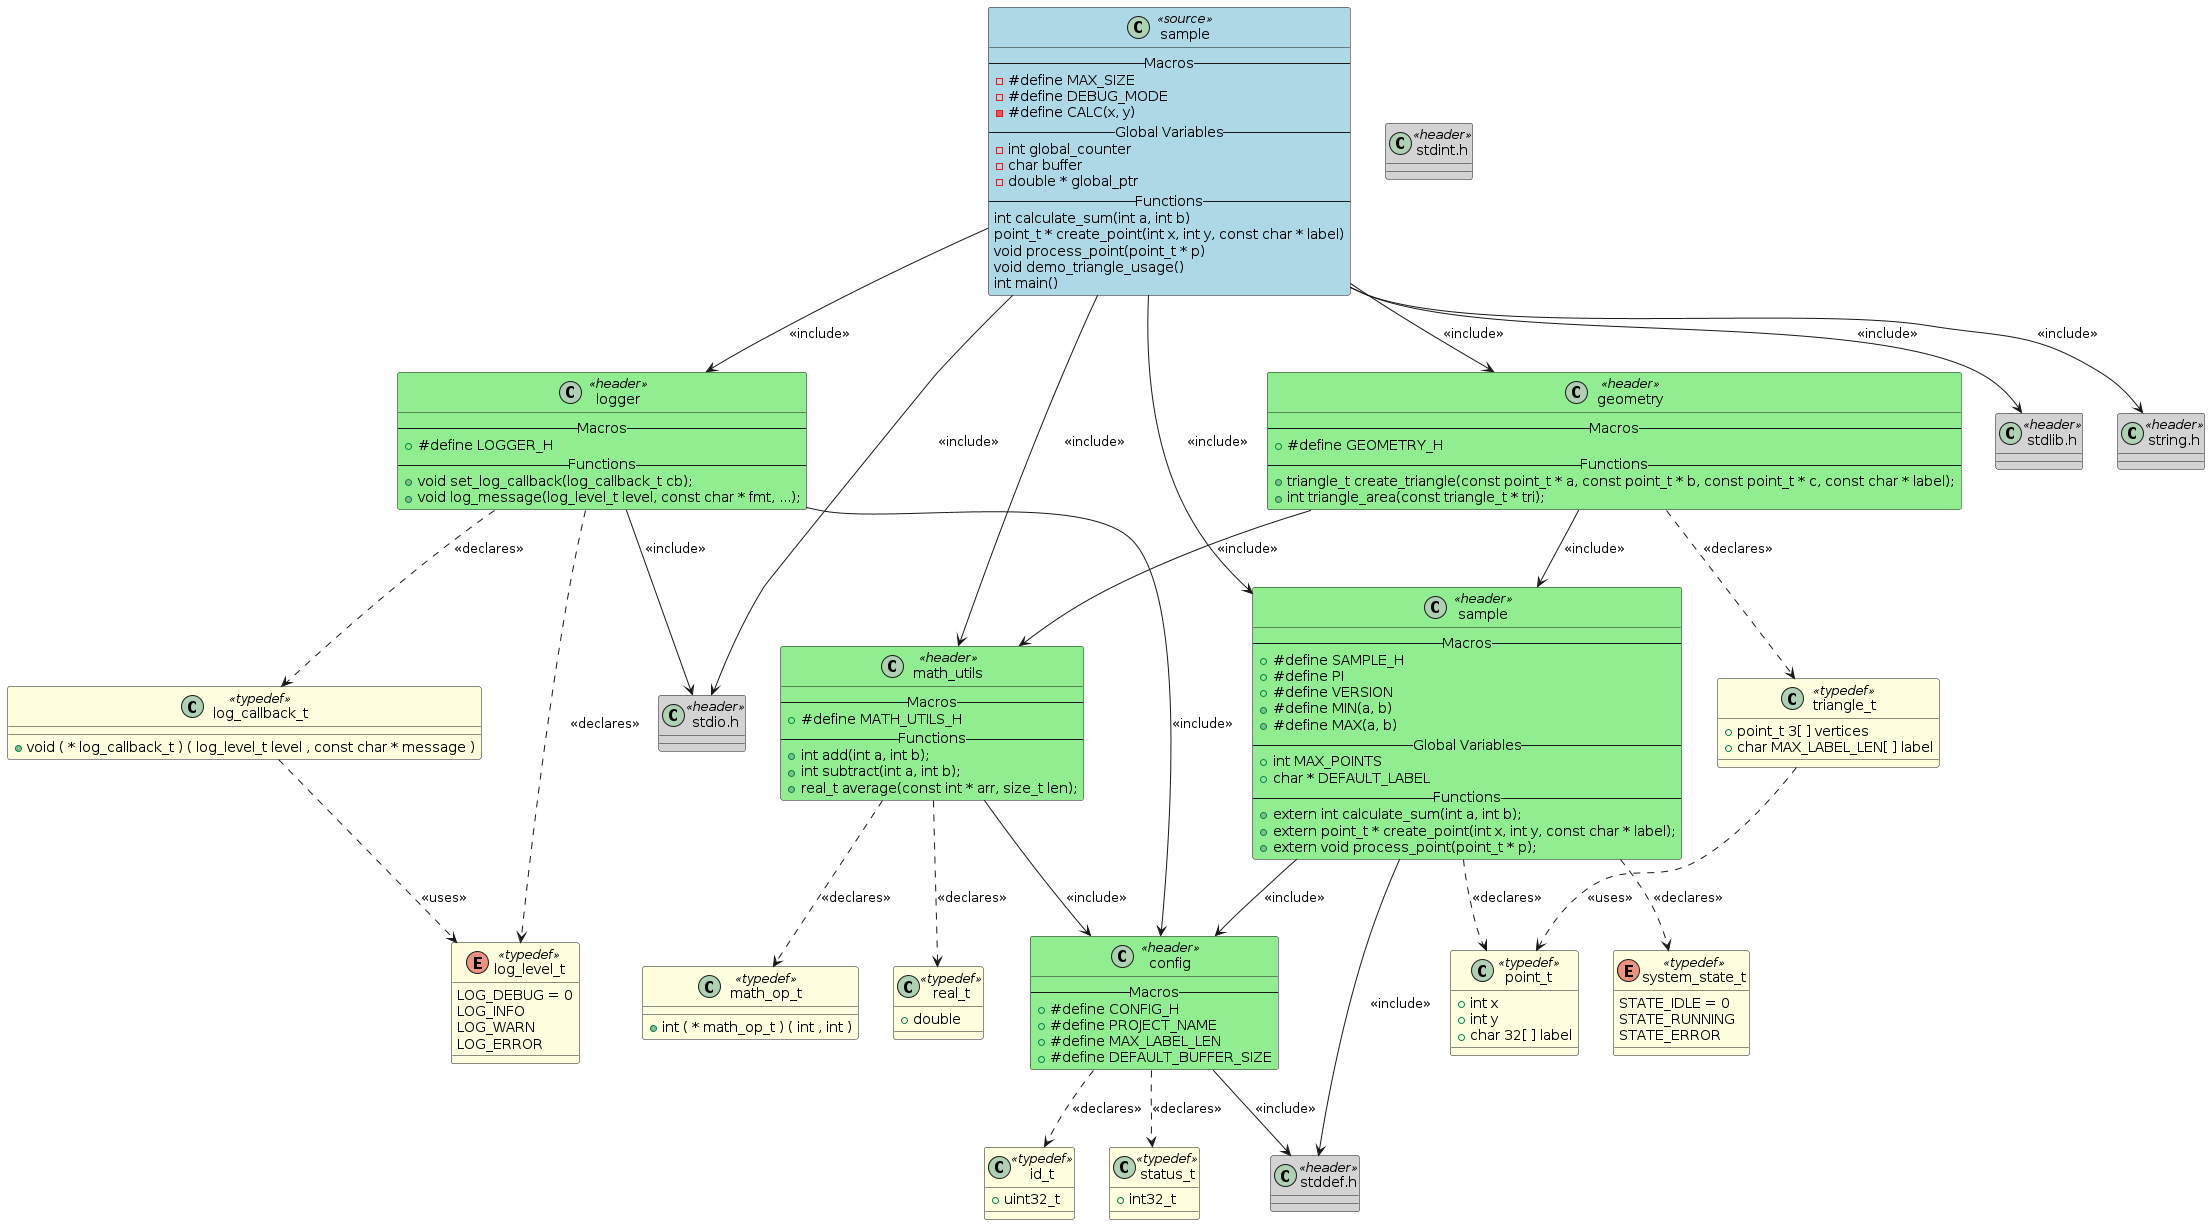 «source»
sample
Macros
#define MAX_SIZE
#define DEBUG_MODE
#define CALC(x, y)
Global Variables
int global_counter
char buffer
double * global_ptr
Functions
int calculate_sum(int a, int b)
point_t * create_point(int x, int y, const char * label)
void process_point(point_t * p)
void demo_triangle_usage()
int main()
C
«header»
stdint.h
C
«include»
«include»
«include»
«include»
«header»
logger
Macros
#define LOGGER_H
Functions
void set_log_callback(log_callback_t cb);
void log_message(log_level_t level, const char * fmt, ...);
C
«include»
«include»
«include»
«header»
geometry
Macros
#define GEOMETRY_H
Functions
triangle_t create_triangle(const point_t * a, const point_t * b, const point_t * c, const char * label);
int triangle_area(const triangle_t * tri);
C
«header»
stdlib.h
C
«header»
string.h
C
«declares»
«include»
«include»
«include»
«declares»
«header»
sample
Macros
#define SAMPLE_H
#define PI
#define VERSION
#define MIN(a, b)
#define MAX(a, b)
Global Variables
int MAX_POINTS
char * DEFAULT_LABEL
Functions
extern int calculate_sum(int a, int b);
extern point_t * create_point(int x, int y, const char * label);
extern void process_point(point_t * p);
C
«typedef»
log_callback_t
void ( * log_callback_t ) ( log_level_t level , const char * message )
C
«declares»
«header»
stdio.h
C
«header»
math_utils
Macros
#define MATH_UTILS_H
Functions
int add(int a, int b);
int subtract(int a, int b);
real_t average(const int * arr, size_t len);
C
«include»
«typedef»
triangle_t
point_t 3[ ] vertices
char MAX_LABEL_LEN[ ] label
C
«uses»
«declares»
«declares»
«include»
«include»
«declares»
«uses»
«declares»
«typedef»
log_level_t
LOG_DEBUG = 0
LOG_INFO
LOG_WARN
LOG_ERROR
E
«typedef»
math_op_t
int ( * math_op_t ) ( int , int )
C
«typedef»
real_t
double
C
«header»
config
Macros
#define CONFIG_H
#define PROJECT_NAME
#define MAX_LABEL_LEN
#define DEFAULT_BUFFER_SIZE
C
«include»
«typedef»
point_t
int x
int y
char 32[ ] label
C
«typedef»
system_state_t
STATE_IDLE = 0
STATE_RUNNING
STATE_ERROR
E
«declares»
«declares»
«include»
«typedef»
id_t
uint32_t
C
«typedef»
status_t
int32_t
C
«header»
stddef.h
C